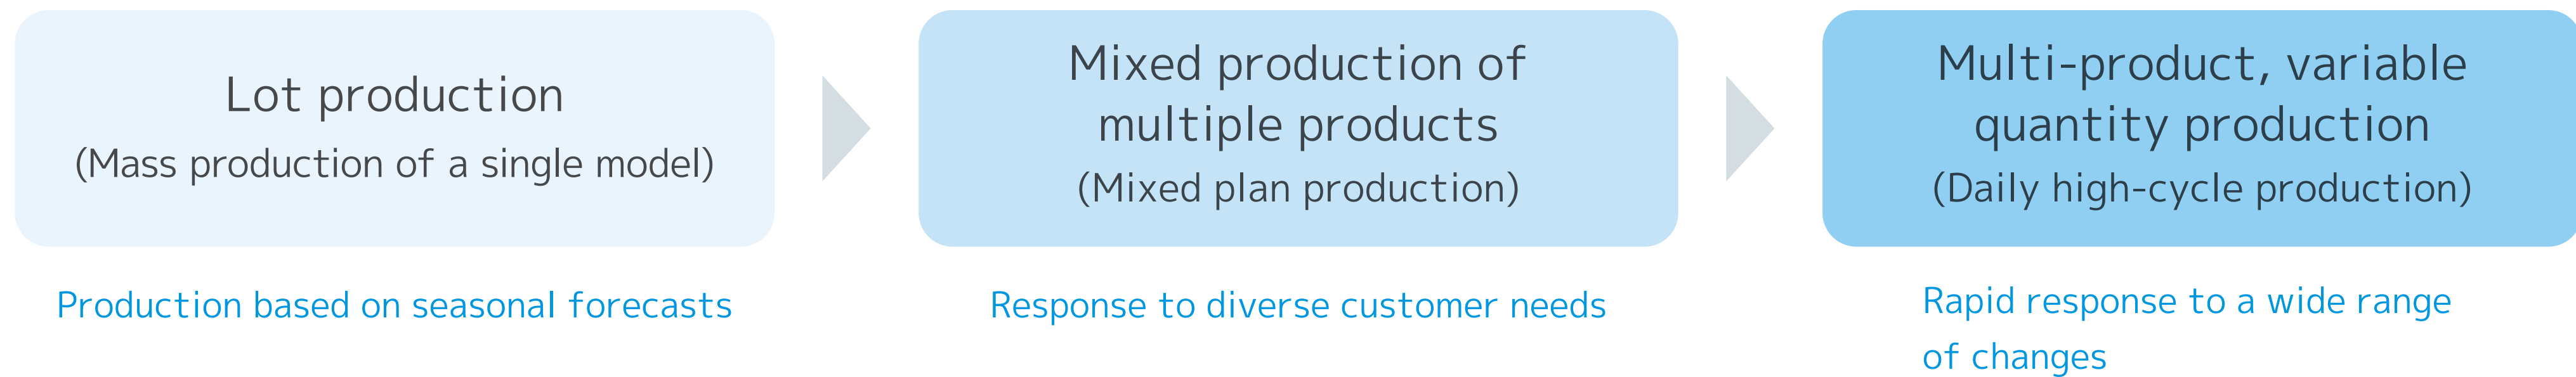 Lot production
(Mass production of a single model)
Production based on seasonal forecasts
Mixed production of
multiple products
(Mixed plan production)
Response to diverse customer needs
Multi-product, variable
quantity production
(Daily high-cycle production)
Rapid response to a wide range
of changes